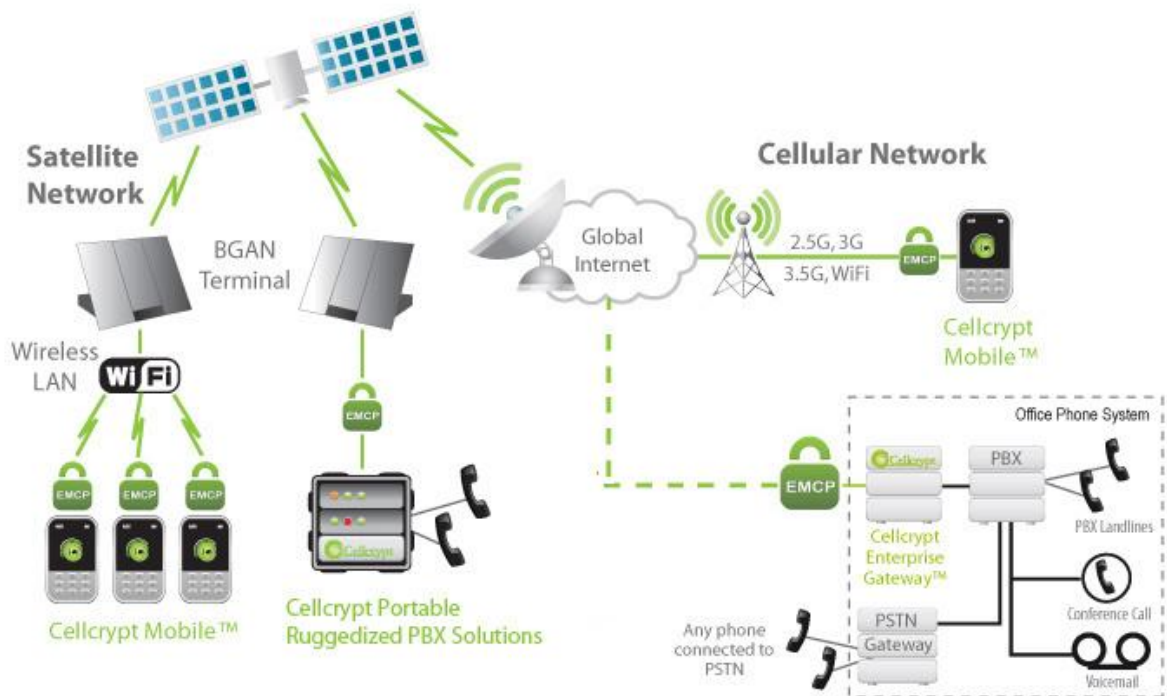 Satellite
Network
Cellular Network
BGAN
Terminal
Global
Internet
2.5G, 3G
3.5G, WiFi
EMCP
Cellcrypt
Mobile™
Wireless
LAN
Wi Fi
EMCP
EMCP
EMCP
EMCP
Cellcrypt Mobile™
Cellcrypt
Cellcrypt Portable
Ruggedized PBX Solutions
Office Phone System
EMCP
Cellcrypt
PBX
PBX Landlines
Cellcrypt
Enterprise
Gateway™
Conference Call
PSTN
Gateway
Any phone
connected to
PSTN
Voicemail